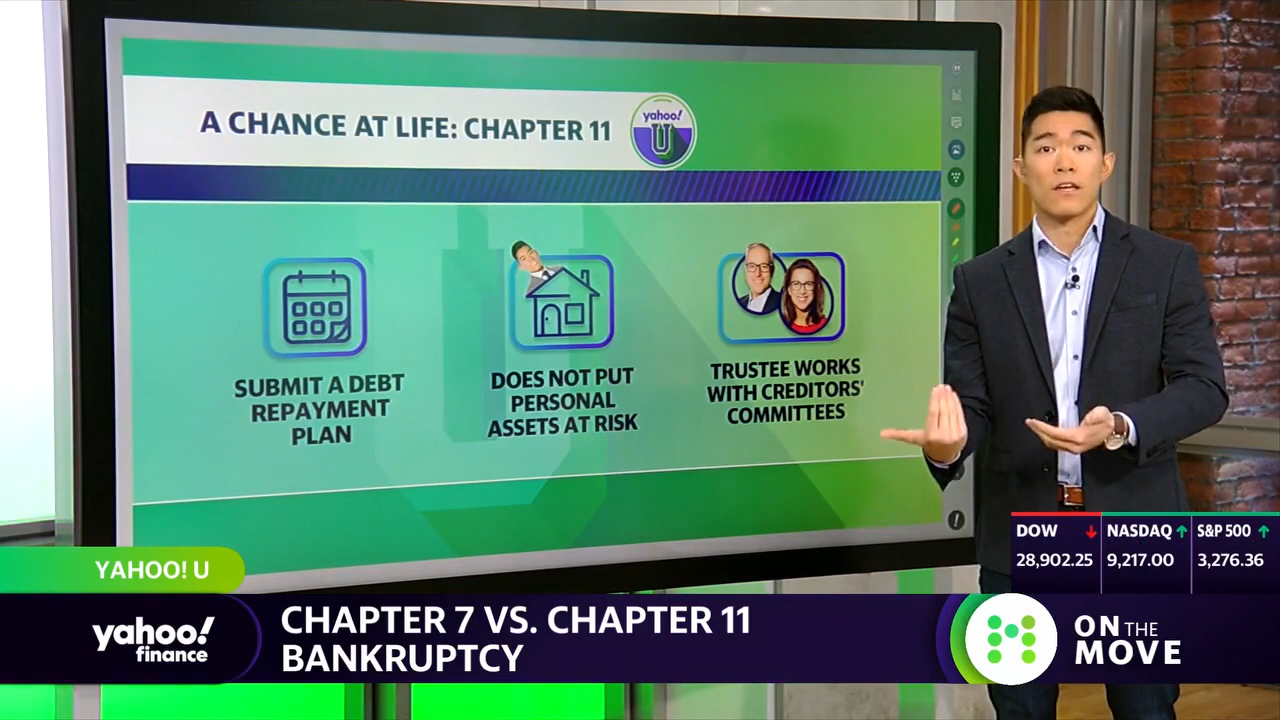 A CHANCE AT LIFE: CHAPTER 11
yahoo!
U
SUBMIT A DEBT
REPAYMENT
PLAN
DOES NOT PUT
PERSONAL
ASSETS AT RISK
TRUSTEE WORKS
WITH CREDITORS'
COMMITTEES
DOW
28,902.25
NASDAQ
9,217.00
S&P 500
3,276.36
YAHOO! U
yahoo!
finance
CHAPTER 7 VS. CHAPTER 11
BANKRUPTCY
ON THE
MOVE